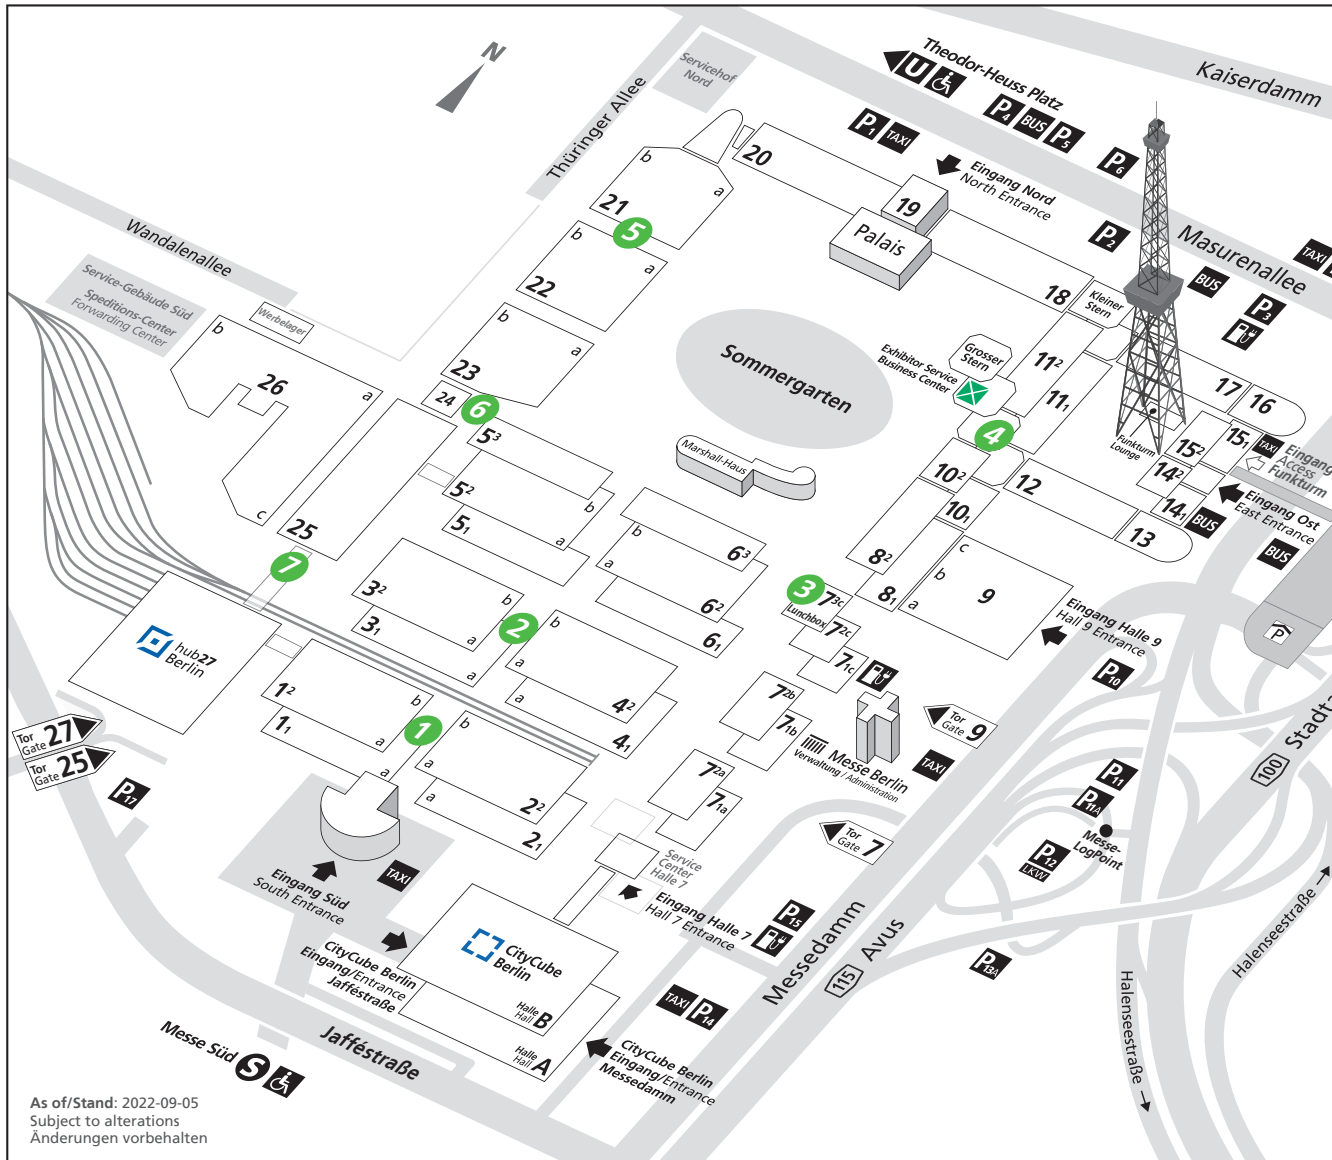 N
Servicehof
Nord
Thüringer Allee
Theodor-Heuss Platz
U
P4
BUS
P5
P6
Kaiserdamm
P1
TAXI
Eingang Nord
North Entrance
P2
Masurenallee
TAXI
BUS
P3
Wandalenallee
Service-Gebäude Süd
Speditions-Center
Forwarding Center
Werbelager
b
26
a
c
b
21
a
5
20
19
Palais
18
Kleiner
Stern
b
22
a
b
23
a
24
6
Sommergarten
Grosser
Stern
Exhibitor Service
Business Center
4
11²
11₁
17
16
15²
15₁
TAXI
Eingang
Access
Funkturm
Funkturm
Lounge
14²
14₁
BUS
Eingang Ost
East Entrance
BUS
13
12
10²
10₁
Marshall-Haus
5³
5²
b
5₁
a
25
7
3²
b
3₁
a
a
2
b
6³
a
6²
6₁
8²
8₁
c
b
a
9
3
7³ᶜ
Lunchbox
7²ᶜ
7₁c
Eingang Halle 9
Hall 9 Entrance
P10
P
hub27
Berlin
1²
b
1₁
a
1
b
a
4²
a
4₁
b
a
2²
a
2₁
7²ᵇ
7₁b
7²ᵃ
7₁a
Messe Berlin
Verwaltung / Administration
Tor
Gate 9
TAXI
Tor
Gate 7
Tor
Gate 27
Tor
Gate 25
P17
Eingang Süd
South Entrance
TAXI
Service
Center
Halle 7
Eingang Halle 7
Hall 7 Entrance
P15
CityCube Berlin
Eingang/Entrance
Jafféstraße
CityCube
Berlin
Halle
Hall B
Halle
Hall A
TAXI
P14
CityCube Berlin
Eingang/Entrance
Messedamm
Messedamm
115 Avus
P11
P11A
Messe-
LogPoint
P12
LKW
P13A
100
Halenseestraße
Halenseestraße
Messe Süd
S
Jafféstraße
As of/Stand: 2022-09-05
Subject to alterations
Änderungen vorbehalten